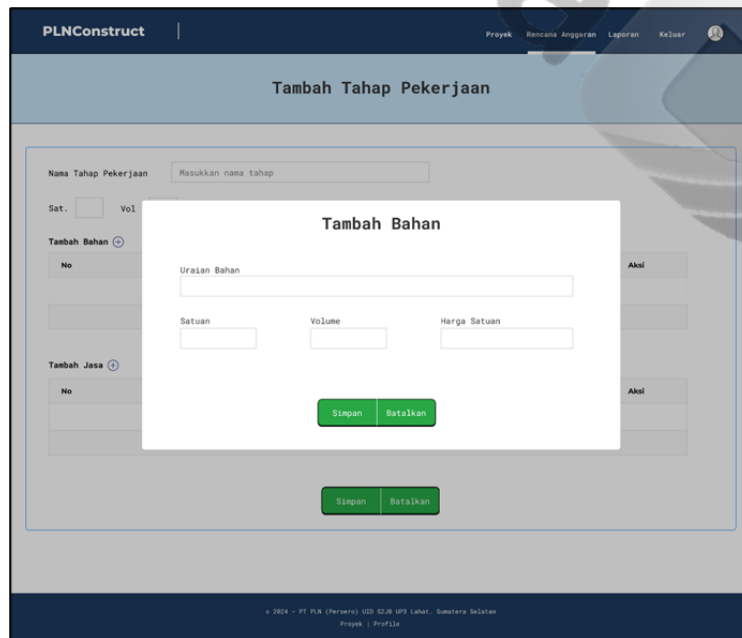 PLNConstruct
Proyek Rencana Anggaran Laporan Keluar
Tambah Tahap Pekerjaan
Nama Tahap Pekerjaan Masukkan nama tahap
Sat. Vol
Tambah Bahan
No Aksi
Tambah Jasa
No Aksi
Tambah Bahan
Uraian Bahan
Satuan Volume Harga Satuan
Simpan Batalkan
Simpan Batalkan
© 2024 - PT PLN (Persero) UID S2JB UP3 Lahat. Sumatera Selatan
Proyek | Profile